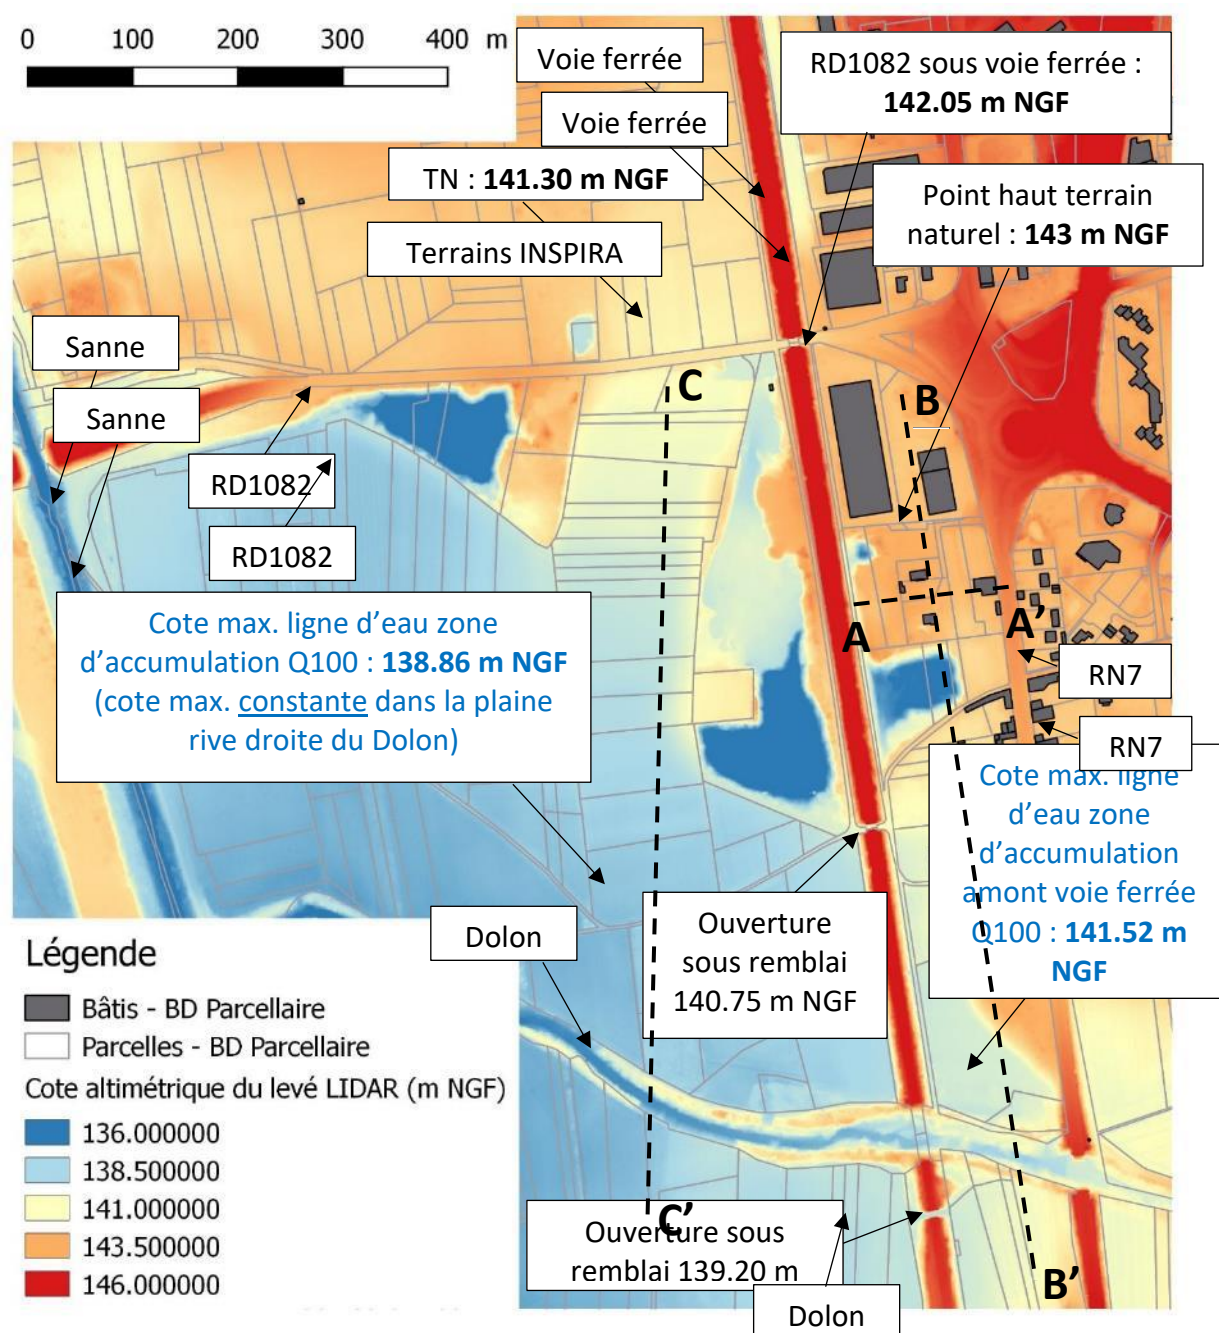 0 100 200 300 400 m
Voie ferrée
Voie ferrée
RD1082 sous voie ferrée :
142.05 m NGF
TN : 141.30 m NGF
Point haut terrain
naturel : 143 m NGF
Terrains INSPIRA
Sanne
Sanne
C
B
RD1082
RD1082
Cote max. ligne d’eau zone
d’accumulation Q100 : 138.86 m NGF
(cote max. constante dans la plaine
rive droite du Dolon)
A
A’
RN7
RN7
Cote max. ligne
d’eau zone
d’accumulation
amont voie ferrée
Q100 : 141.52 m
NGF
Ouverture
sous remblai
140.75 m NGF
Dolon
Légende
Bâtis - BD Parcellaire
Parcelles - BD Parcellaire
Cote altimétrique du levé LIDAR (m NGF)
136.000000
138.500000
141.000000
143.500000
146.000000
C’
Ouverture sous
remblai 139.20 m
B’
Dolon